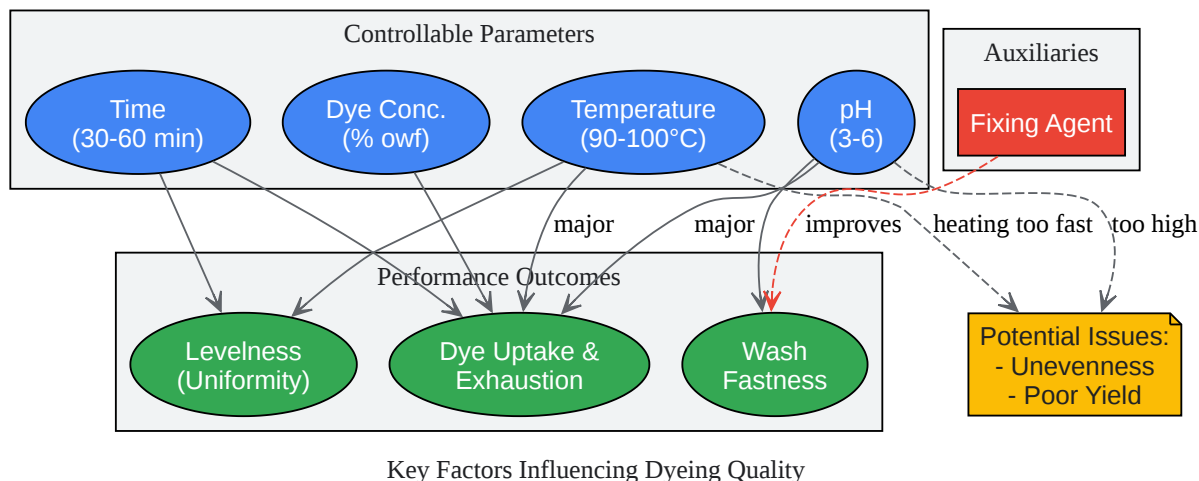 Controllable Parameters
Auxiliaries
Time
(30-60 min)
Dye Conc.
(% owf)
Temperature
(90-100°C)
pH
(3-6)
Fixing Agent
major
major
improves
heating too fast
too high
Performance Outcomes
Levelness
(Uniformity)
Dye Uptake &
Exhaustion
Wash
Fastness
Potential Issues:
- Unevenness
- Poor Yield
Key Factors Influencing Dyeing Quality